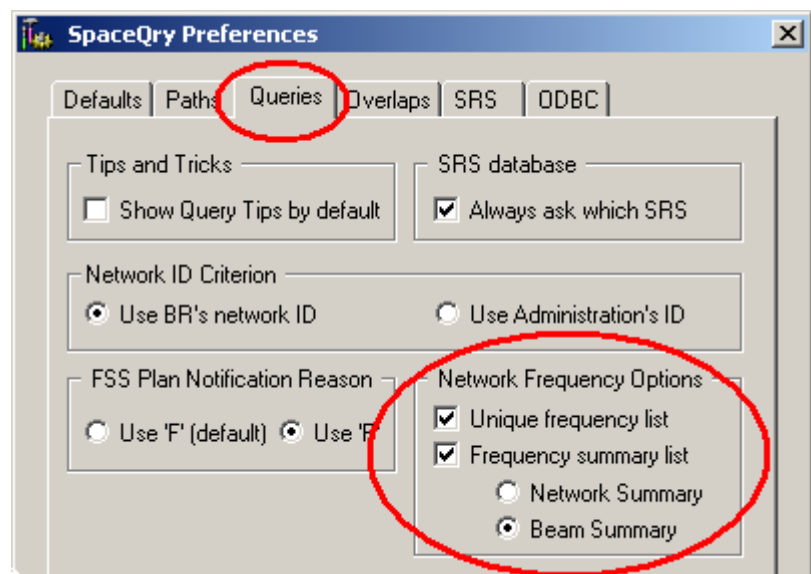 SpaceQry Preferences
Defaults Paths Queries Overlaps SRS ODBC
Tips and Tricks
Show Query Tips by default
SRS database
Always ask which SRS
Network ID Criterion
Use BR's network ID
Use Administration's ID
FSS Plan Notification Reason
Use 'F' (default)
Use
Network Frequency Options
Unique frequency list
Frequency summary list
Network Summary
Beam Summary